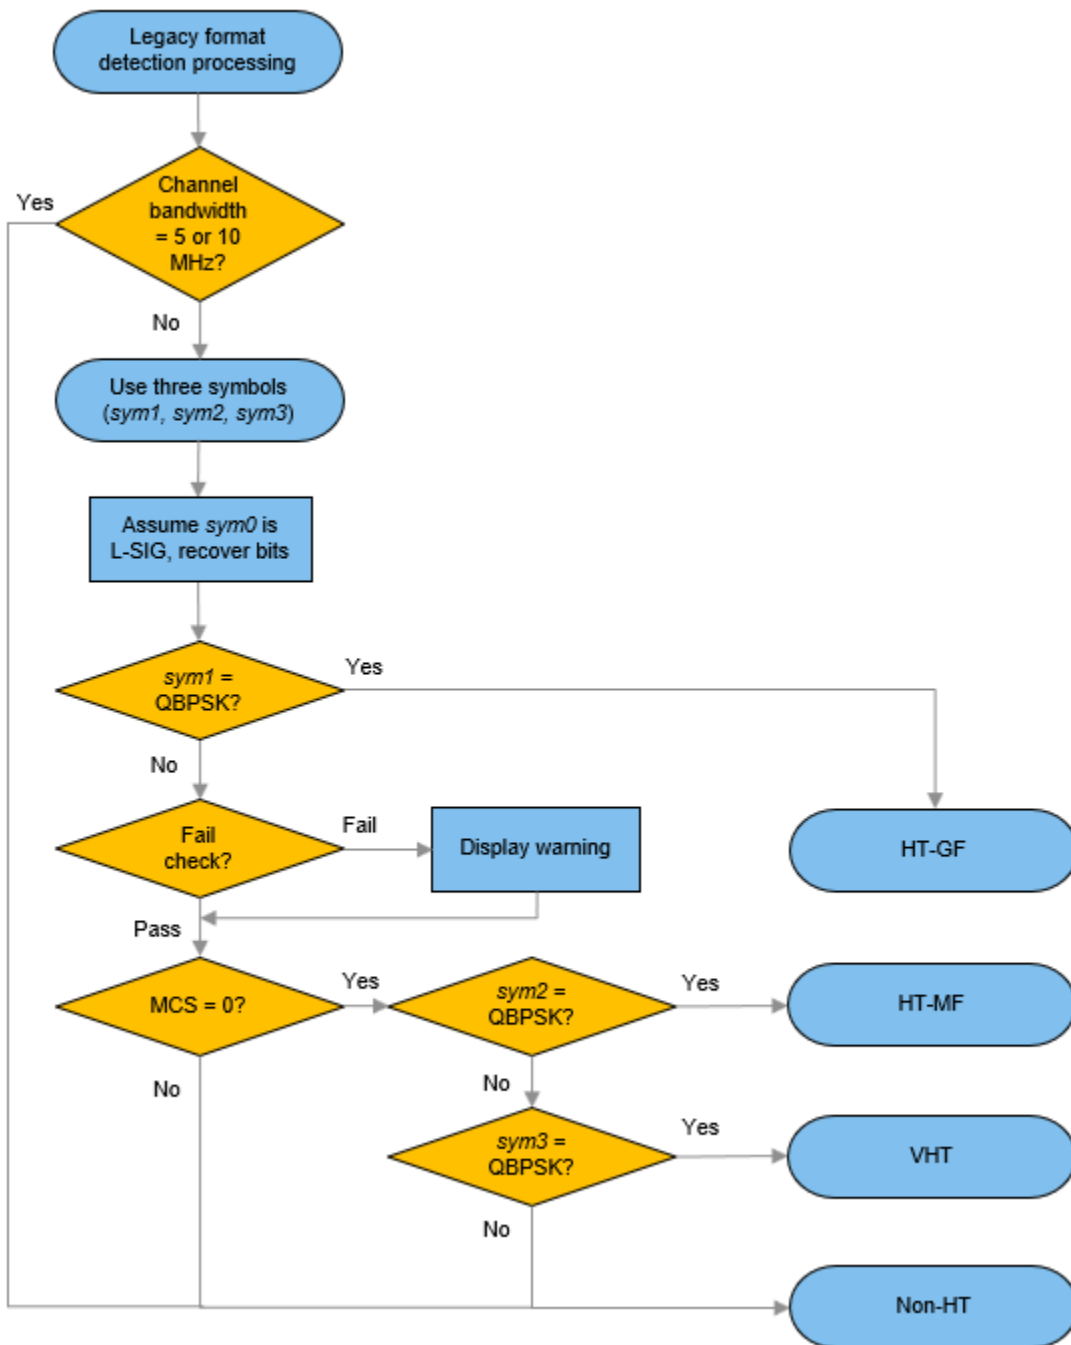 Legacy format
detection processing
Channel
bandwidth
= 5 or 10
MHz?
Yes
No
Use three symbols
(sym1, sym2, sym3)
Assume sym0 is
L-SIG, recover bits
sym1 =
QBPSK?
Yes
No
Fail
check?
Fail
Display warning
HT-GF
Pass
MCS = 0?
Yes
sym2 =
QBPSK?
Yes
HT-MF
No
No
sym3 =
QBPSK?
Yes
VHT
No
Non-HT